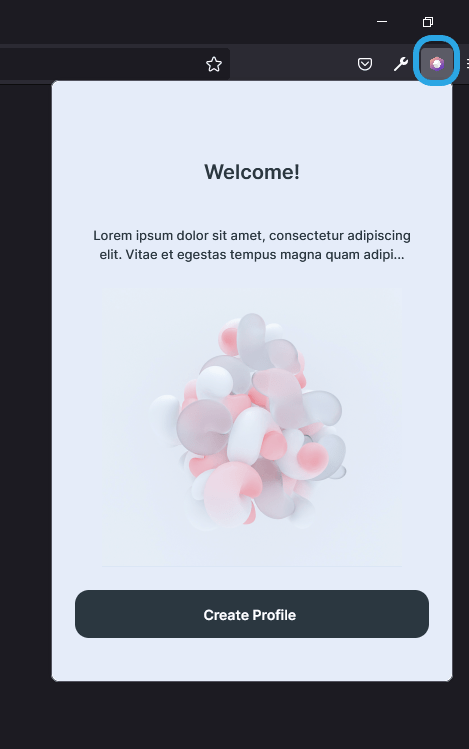 Welcome!
Lorem ipsum dolor sit amet, consectetur adipiscing
elit. Vitae et egestas tempus magna quam adipi...
Create Profile